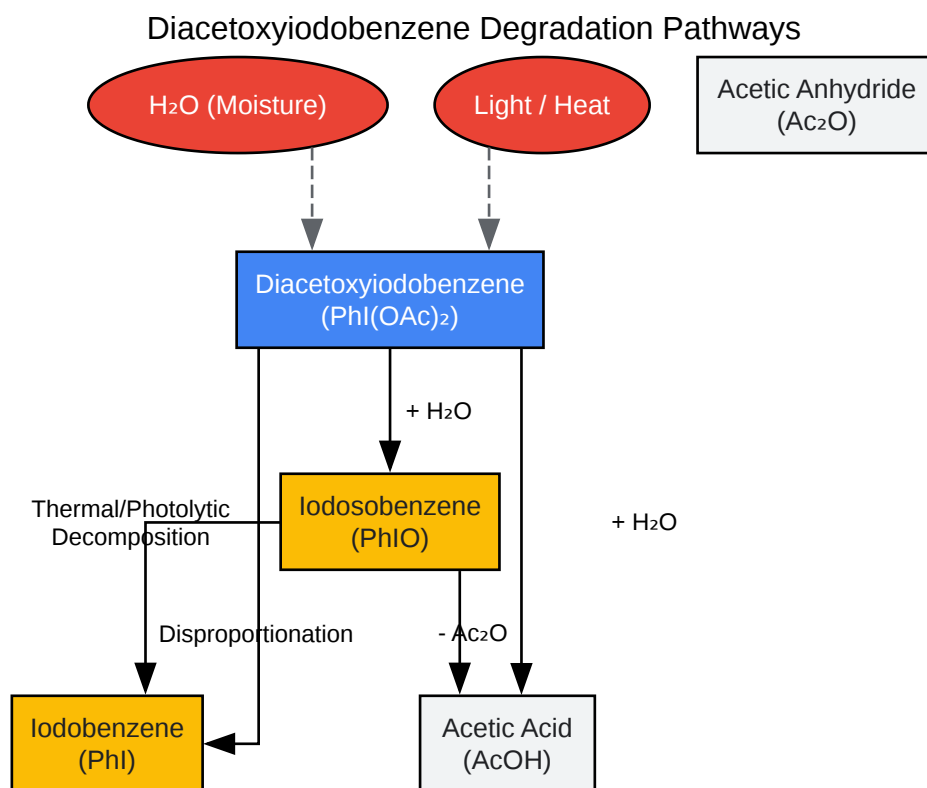 Diacetoxyiodobenzene Degradation Pathways
H₂O (Moisture)
Light / Heat
Acetic Anhydride
(Ac₂O)
Diacetoxyiodobenzene
(PhI(OAc)₂)
+ H₂O
Iodosobenzene
(PhIO)
Thermal/Photolytic
Decomposition
+ H₂O
Disproportionation
- Ac₂O
Iodobenzene
(PhI)
Acetic Acid
(AcOH)